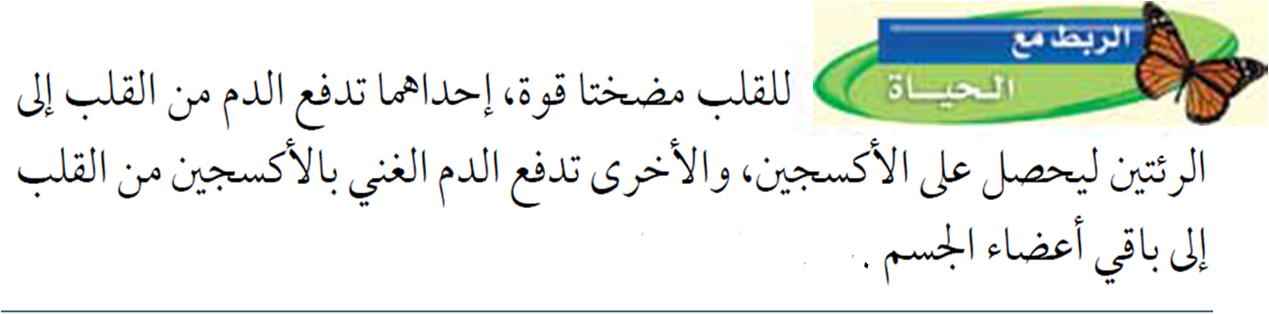 الربط مع
الحياة
للقلب مضختا قوة، إحداهما تدفع الدم من القلب إلى
الرئتين ليحصل على الأكسجين، والأخرى تدفع الدم الغني بالأكسجين من القلب
إلى باقي أعضاء الجسم .